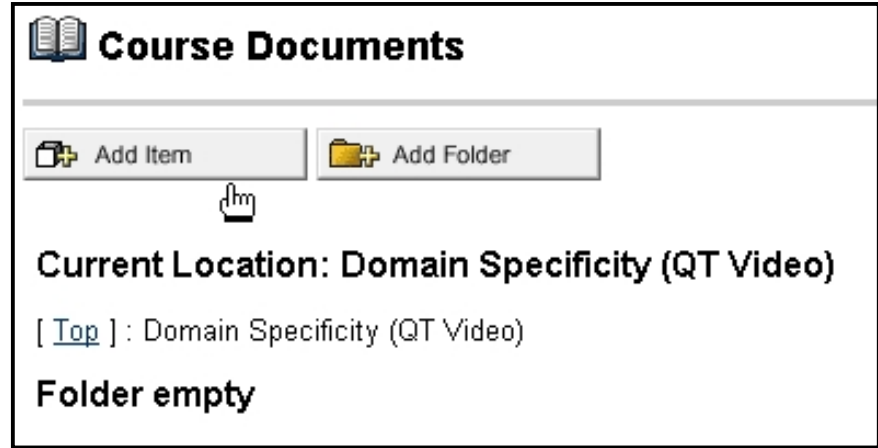 Course Documents
Add Item Add Folder
Current Location: Domain Specificity (QT Video)
[ Top ] : Domain Specificity (QT Video)
Folder empty